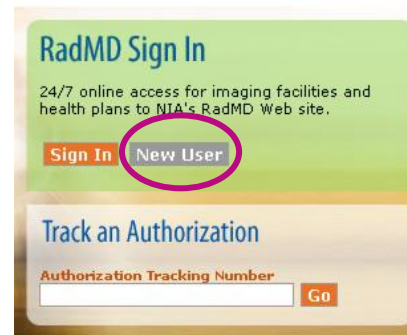 RadMD Sign In
24/7 online access for imaging facilities and
health plans to NIA's RadMD Web site.
Sign In New User
Track an Authorization
Authorization Tracking Number
Go